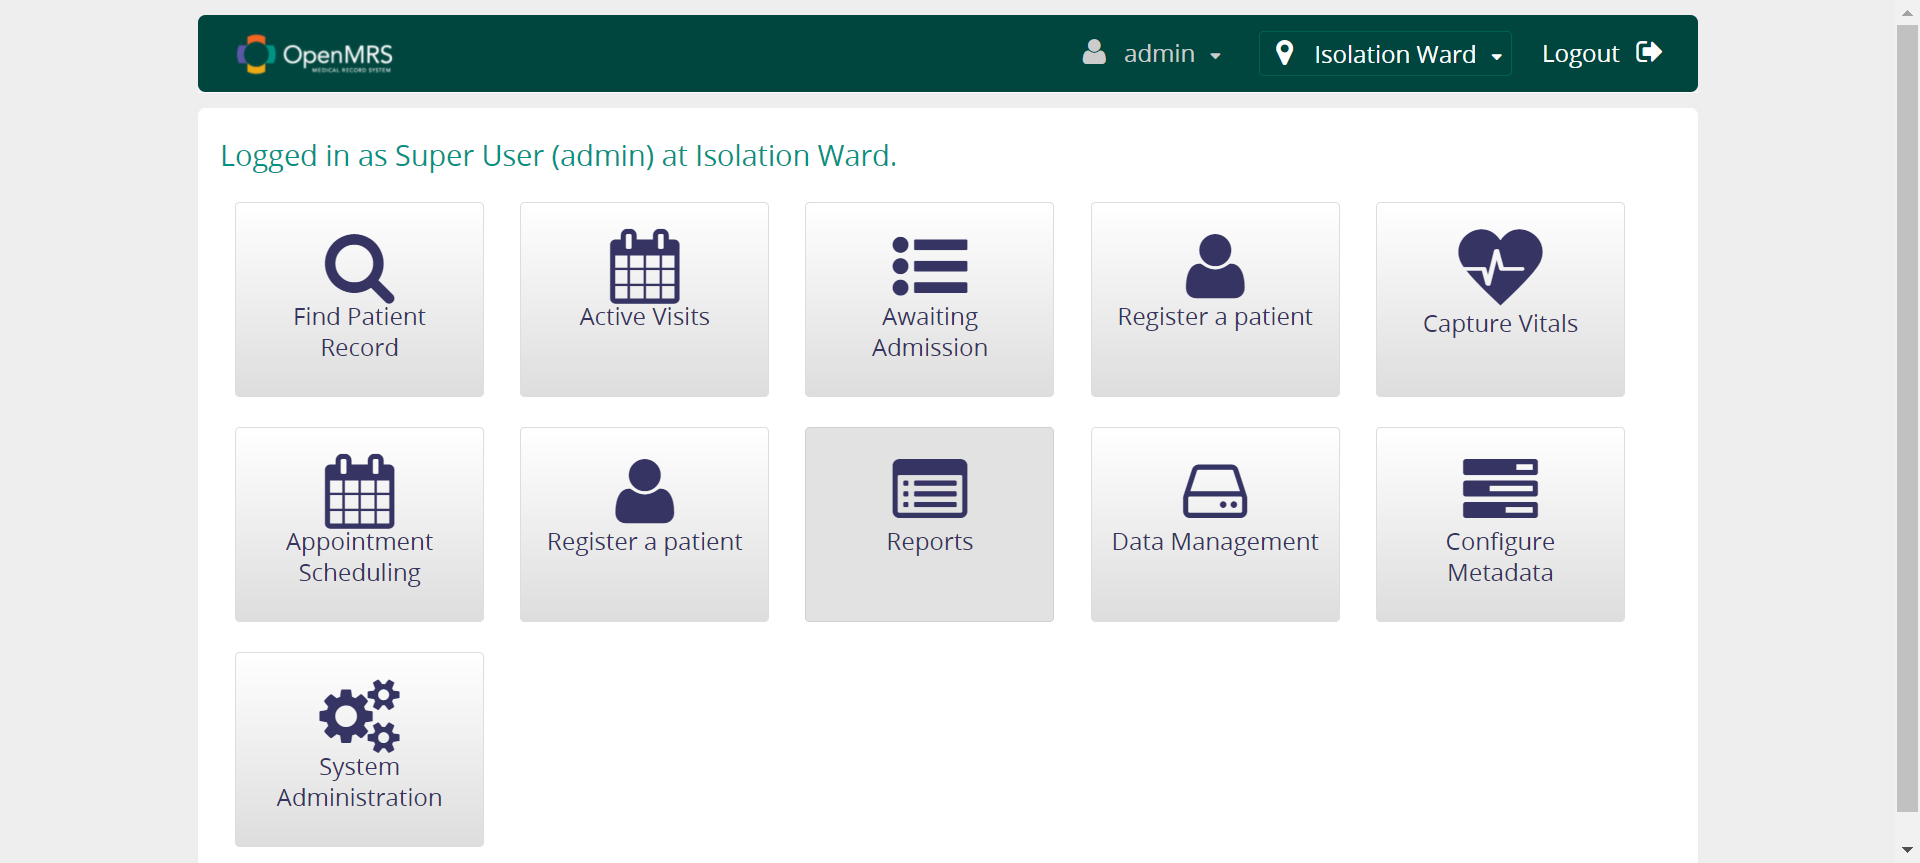 OpenMRS
MEDICAL RECORD SYSTEM
admin
Isolation Ward
Logout
Logged in as Super User (admin) at Isolation Ward.
Find Patient
Record
Active Visits
Awaiting
Admission
Register a patient
Capture Vitals
Appointment
Scheduling
Register a patient
Reports
Data Management
Configure
Metadata
System
Administration